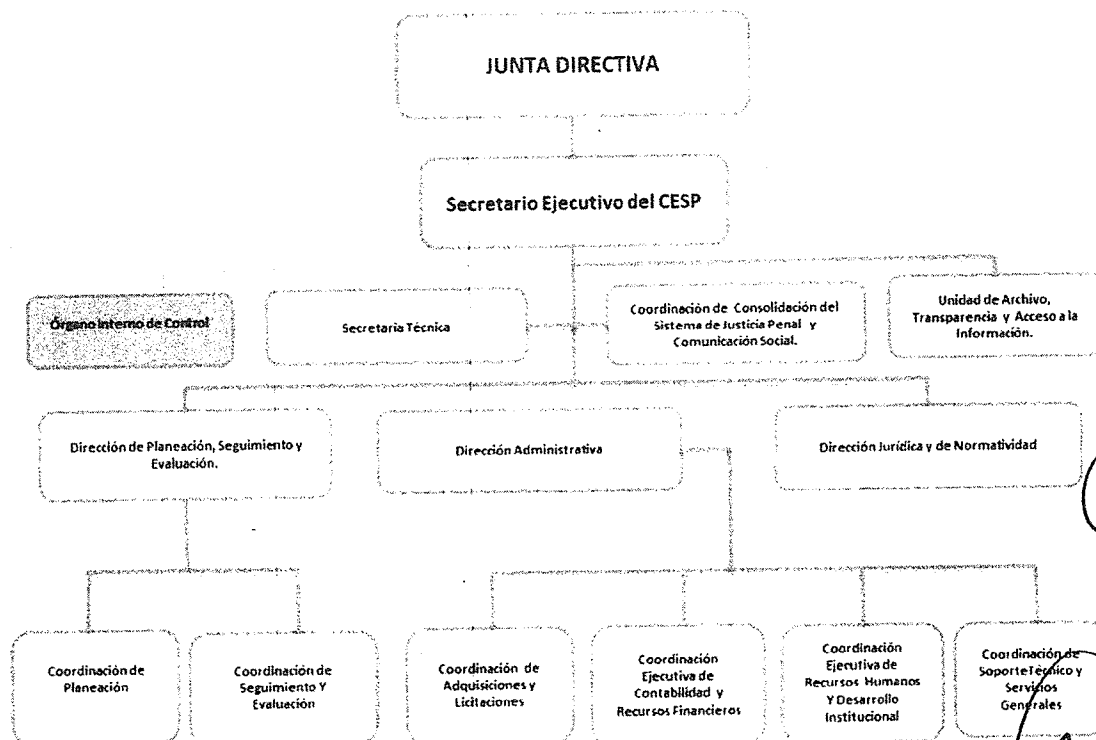 JUNTA DIRECTIVA
Secretario Ejecutivo del CESP
Órgano Interno de Control
Secretaria Técnica
Coordinación de Consolidación del
Sistema de Justicia Penal y
Comunicación Social.
Unidad de Archivo,
Transparencia y Acceso a la
Información.
Dirección de Planeación, Seguimiento y
Evaluación.
Dirección Administrativa
Dirección Jurídica y de Normatividad
Coordinación de
Planeación
Coordinación de
Seguimiento Y
Evaluación
Coordinación de
Adquisiciones y
Licitaciones
Coordinación
Ejecutiva de
Contabilidad y
Recursos Financieros
Coordinación
Ejecutiva de
Recursos Humanos
Y Desarrollo
Institucional
Coordinación de
Soporte Técnico y
Servicios
Generales